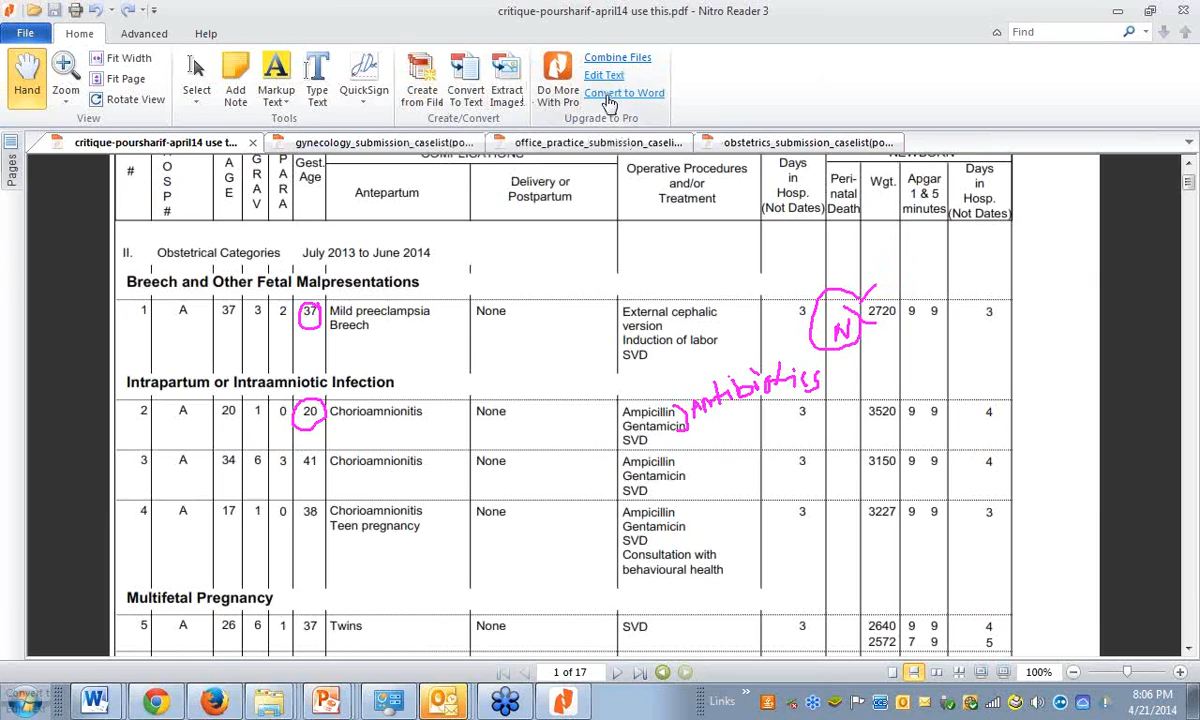 critique-poursharif-april14 use this.pdf - Nitro Reader 3
File Home Advanced Help Find
Hand Zoom Fit Width Fit Page Rotate View Select Add Note Markup Text Type Text QuickSign Create from File Convert To Text Extract Images Do More With Pro Combine Files Edit Text Convert to Word
View Tools Create/Convert Upgrade to Pro
critique-poursharif-april14 use t... gynecology_submission_caselist(po... office_practice_submission_caseli... obstetrics_submission_caselist(po...
Pages
COMPLICATIONS NEWBORN
# OSP# AGE GRAV PARA Gest. Age Antepartum Delivery or Postpartum Operative Procedures and/or Treatment Days in Hosp. (Not Dates) Peri-natal Death Wgt. Apgar 1 & 5 minutes Days in Hosp. (Not Dates)
II. Obstetrical Categories July 2013 to June 2014
Breech and Other Fetal Malpresentations
1 A 37 3 2 37 Mild preeclampsia None External cephalic 3 N 2720 9 9 3
Breech version
Induction of labor
SVD
Antibiotics
Intrapartum or Intraamniotic Infection
2 A 20 1 0 20 Chorioamnionitis None Ampicillin 3 3520 9 9 4
Gentamicin
SVD
3 A 34 6 3 41 Chorioamnionitis None Ampicillin 3 3150 9 9 4
Gentamicin
SVD
4 A 17 1 0 38 Chorioamnionitis None Ampicillin 3 3227 9 9 3
Teen pregnancy Gentamicin
SVD
Consultation with
behavioural health
Multifetal Pregnancy
5 A 26 6 1 37 Twins None SVD 3 2640 9 9 4
2572 7 9 5
1 of 17 100%
Convert t
Links
8:06 PM
4/21/2014